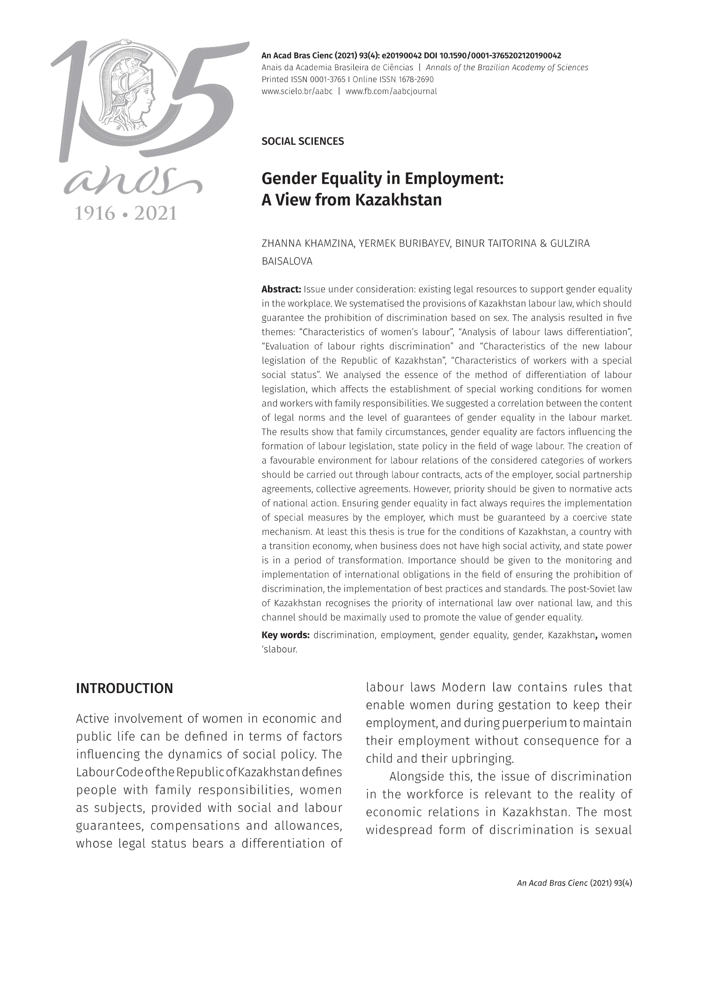 105
anos
1916 • 2021
An Acad Bras Cienc (2021) 93(4): e20190042 DOI 10.1590/0001-3765202120190042
Anais da Academia Brasileira de Ciências | Annals of the Brazilian Academy of Sciences
Printed ISSN 0001-3765 I Online ISSN 1678-2690
www.scielo.br/aabc | www.fb.com/aabcjournal
SOCIAL SCIENCES
Gender Equality in Employment:
A View from Kazakhstan
ZHANNA KHAMZINA, YERMEK BURIBAYEV, BINUR TAITORINA & GULZIRA
BAISALOVA
Abstract: Issue under consideration: existing legal resources to support gender equality
in the workplace. We systematised the provisions of Kazakhstan labour law, which should
guarantee the prohibition of discrimination based on sex. The analysis resulted in five
themes: “Characteristics of women’s labour”, “Analysis of labour laws differentiation”,
“Evaluation of labour rights discrimination” and “Characteristics of the new labour
legislation of the Republic of Kazakhstan”, “Characteristics of workers with a special
social status”. We analysed the essence of the method of differentiation of labour
legislation, which affects the establishment of special working conditions for women
and workers with family responsibilities. We suggested a correlation between the content
of legal norms and the level of guarantees of gender equality in the labour market.
The results show that family circumstances, gender equality are factors influencing the
formation of labour legislation, state policy in the field of wage labour. The creation of
a favourable environment for labour relations of the considered categories of workers
should be carried out through labour contracts, acts of the employer, social partnership
agreements, collective agreements. However, priority should be given to normative acts
of national action. Ensuring gender equality in fact always requires the implementation
of special measures by the employer, which must be guaranteed by a coercive state
mechanism. At least this thesis is true for the conditions of Kazakhstan, a country with
a transition economy, when business does not have high social activity, and state power
is in a period of transformation. Importance should be given to the monitoring and
implementation of international obligations in the field of ensuring the prohibition of
discrimination, the implementation of best practices and standards. The post-Soviet law
of Kazakhstan recognises the priority of international law over national law, and this
channel should be maximally used to promote the value of gender equality.
Key words: discrimination, employment, gender equality, gender, Kazakhstan, women
‘slabour.
INTRODUCTION
Active involvement of women in economic and
public life can be defined in terms of factors
influencing the dynamics of social policy. The
Labour Code of the Republic of Kazakhstan defines
people with family responsibilities, women
as subjects, provided with social and labour
guarantees, compensations and allowances,
whose legal status bears a differentiation of
labour laws Modern law contains rules that
enable women during gestation to keep their
employment, and during puerperium to maintain
their employment without consequence for a
child and their upbringing.
Alongside this, the issue of discrimination
in the workforce is relevant to the reality of
economic relations in Kazakhstan. The most
widespread form of discrimination is sexual
An Acad Bras Cienc (2021) 93(4)